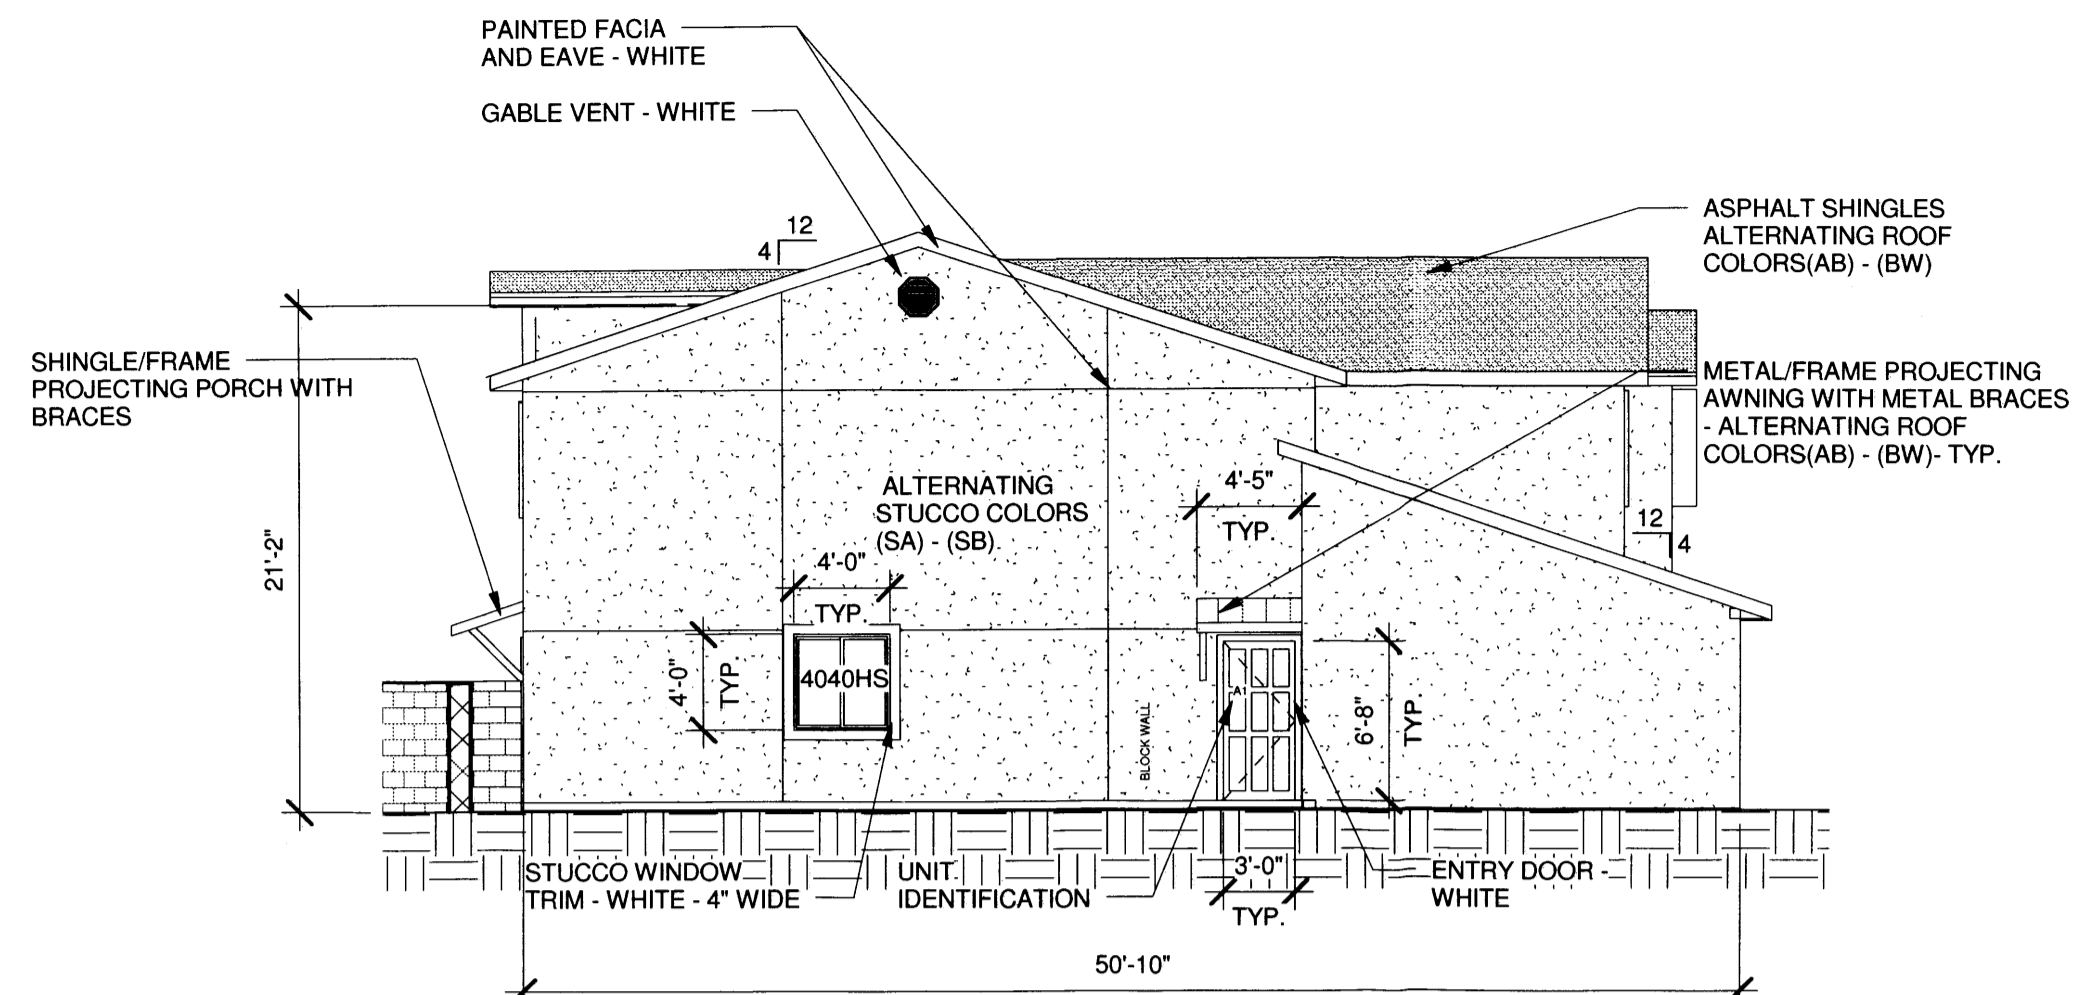 PAINTED FACIA
AND EAVE - WHITE
GABLE VENT - WHITE
12
4
ASPHALT SHINGLES
ALTERNATING ROOF
COLORS(AB) - (BW)
SHINGLE/FRAME
PROJECTING PORCH WITH
BRACES
METAL/FRAME PROJECTING
AWNING WITH METAL BRACES
- ALTERNATING ROOF
COLORS(AB) - (BW)- TYP.
21'-2"
ALTERNATING
STUCCO COLORS
(SA) - (SB)
4'-5"
TYP.
12
4
4'-0"
TYP.
4'-0"
TYP.
4040HS
A1
BLOCK WALL
6'-8"
TYP.
STUCCO WINDOW
TRIM - WHITE - 4" WIDE
UNIT
IDENTIFICATION
3'-0"
TYP.
ENTRY DOOR -
WHITE
50'-10"